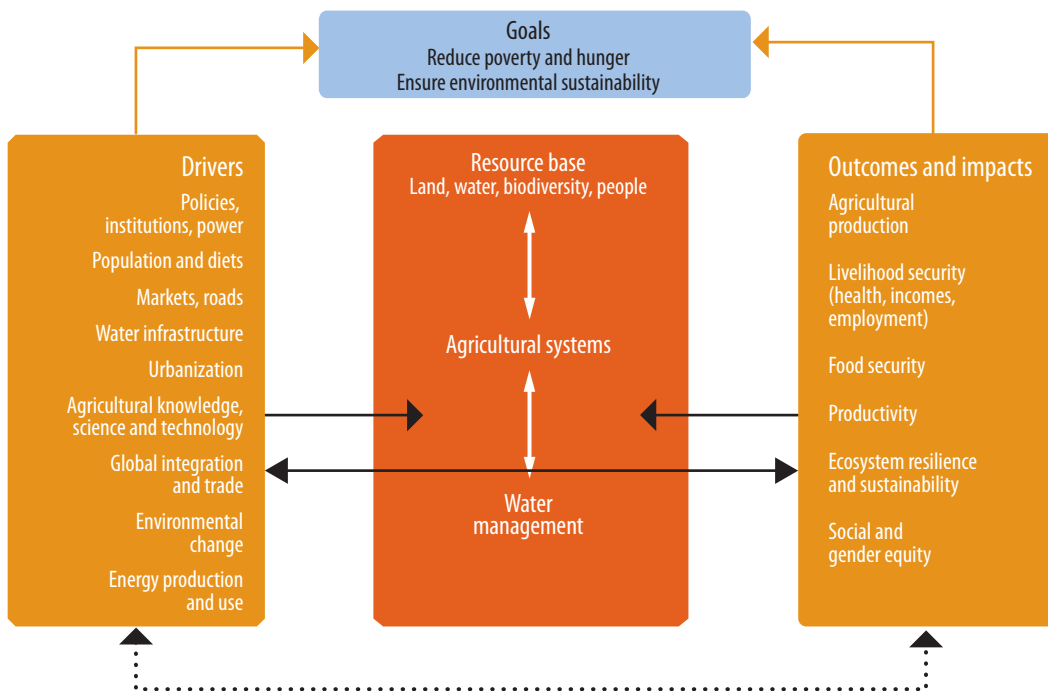 Goals
Reduce poverty and hunger
Ensure environmental sustainability
Drivers
Policies,
institutions, power
Population and diets
Markets, roads
Water infrastructure
Urbanization
Agricultural knowledge,
science and technology
Global integration
and trade
Environmental
change
Energy production
and use
Resource base
Land, water, biodiversity, people
Agricultural systems
Water
management
Outcomes and impacts
Agricultural
production
Livelihood security
(health, incomes,
employment)
Food security
Productivity
Ecosystem resilience
and sustainability
Social and
gender equity